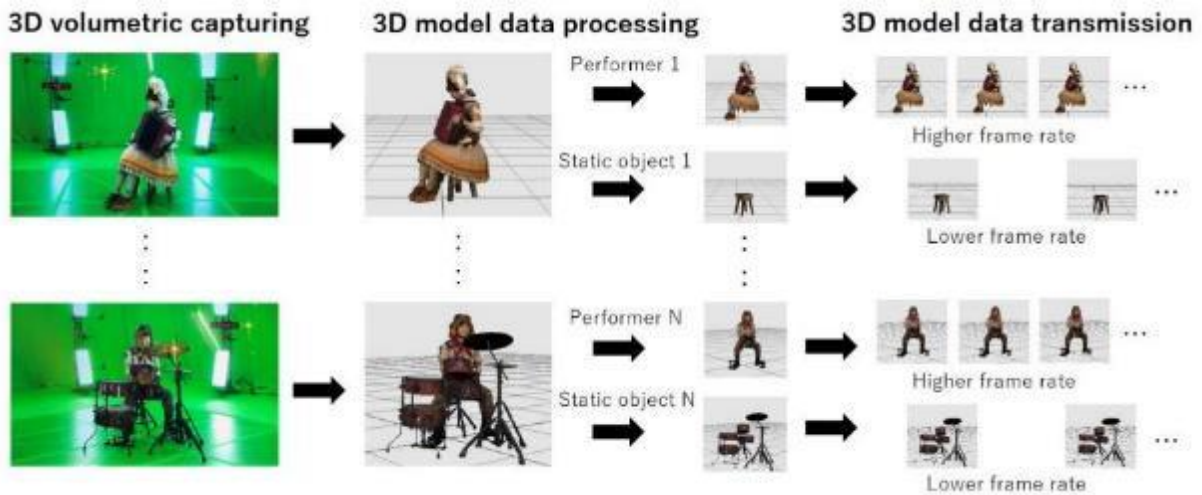 3D volumetric capturing
3D model data processing
3D model data transmission
Performer 1
...
Higher frame rate
Static object 1
...
Lower frame rate
Performer N
...
Higher frame rate
Static object N
...
Lower frame rate